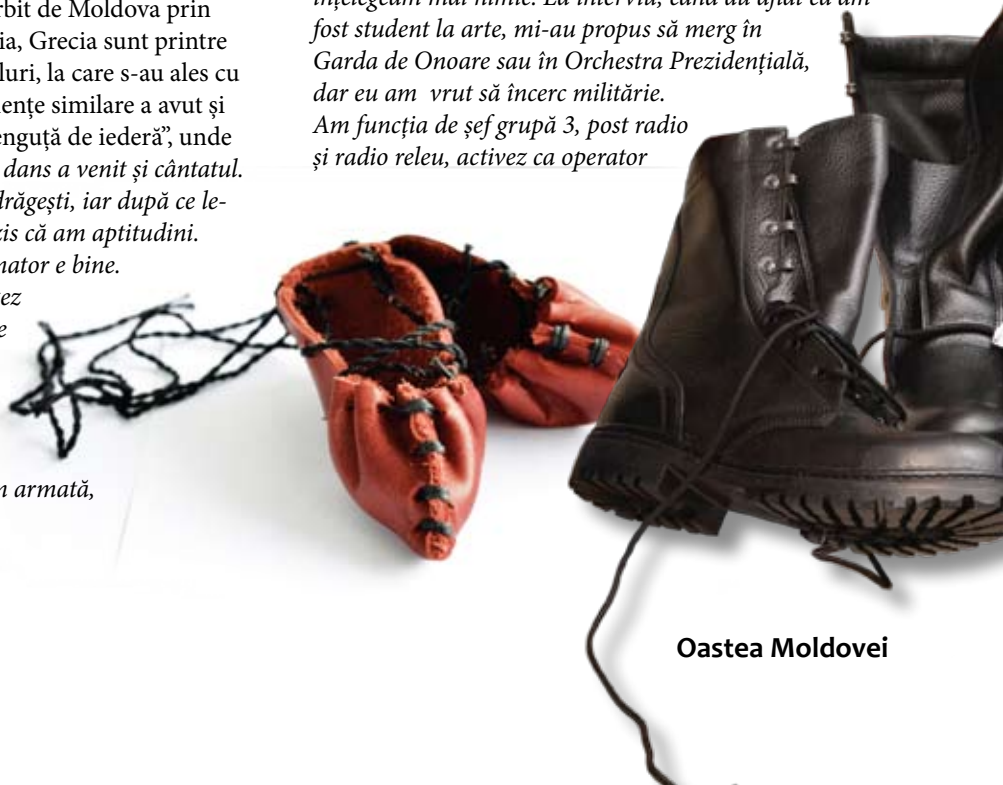 rbit de Moldova prin
ia, Grecia sunt printre
luri, la care s-au ales cu
ențe similare a avut și
enguță de iederă”, unde
dans a venit și cântatul.
drăgești, iar după ce le-
zis că am aptitudini.
nator e bine.
ez
e
n armată,
înțelegeam mai nimic. La interviu, când au aflat că am
fost student la arte, mi-au propus să merg în
Garda de Onoare sau în Orchestra Prezidențială,
dar eu am vrut să încerc militărie.
Am funcția de șef grupă 3, post radio
și radio releu, activez ca operator
Oastea Moldovei